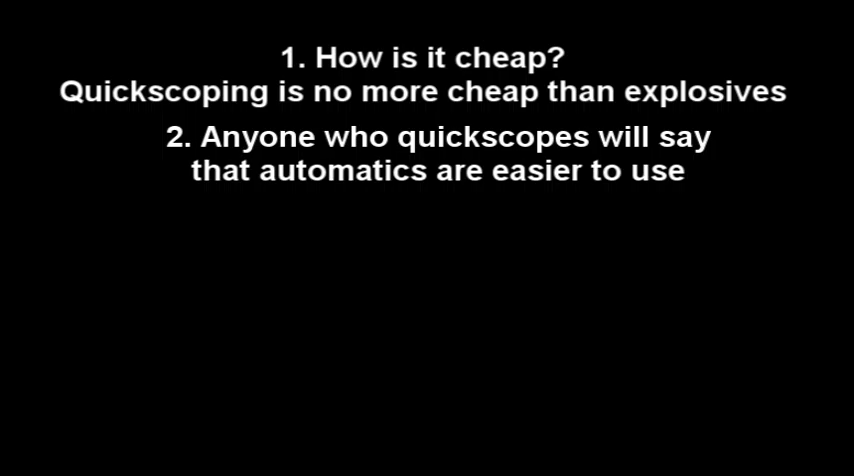 1. How is it cheap?
Quickscoping is no more cheap than explosives
2. Anyone who quickscopes will say
that automatics are easier to use